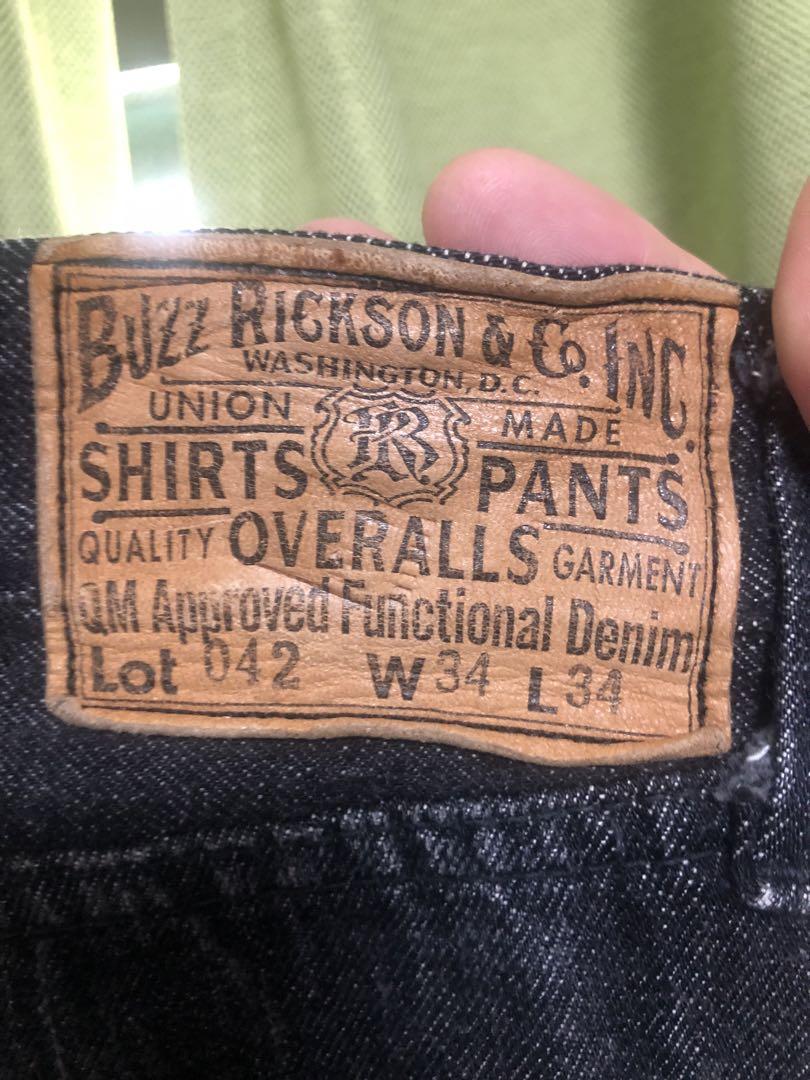 BUZZ RICKSON & Co. INC.
WASHINGTON, D.C.
UNION MADE
SHIRTS BR PANTS
QUALITY OVERALLS GARMENT
QM Approved Functional Denim
Lot 042 W 34 L 34